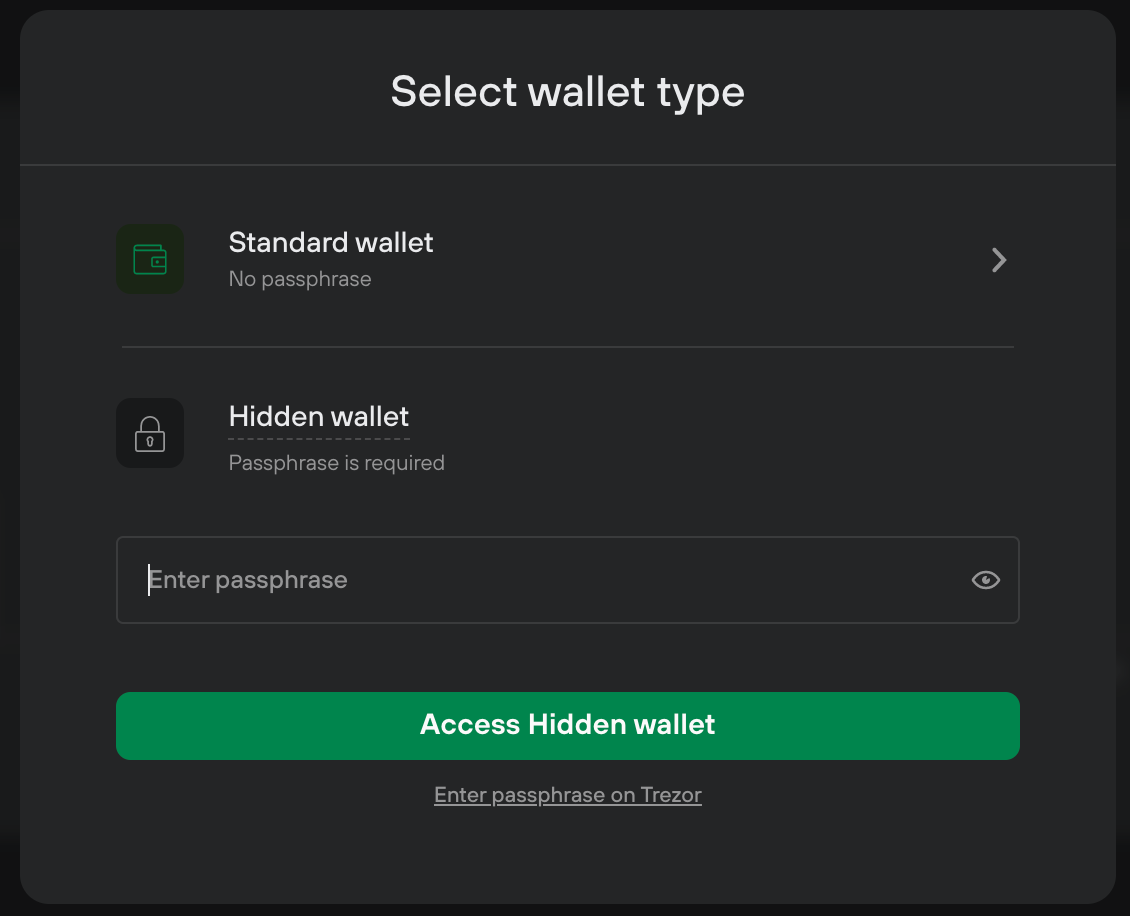 Select wallet type
Standard wallet
No passphrase
Hidden wallet
Passphrase is required
Enter passphrase
Access Hidden wallet
Enter passphrase on Trezor